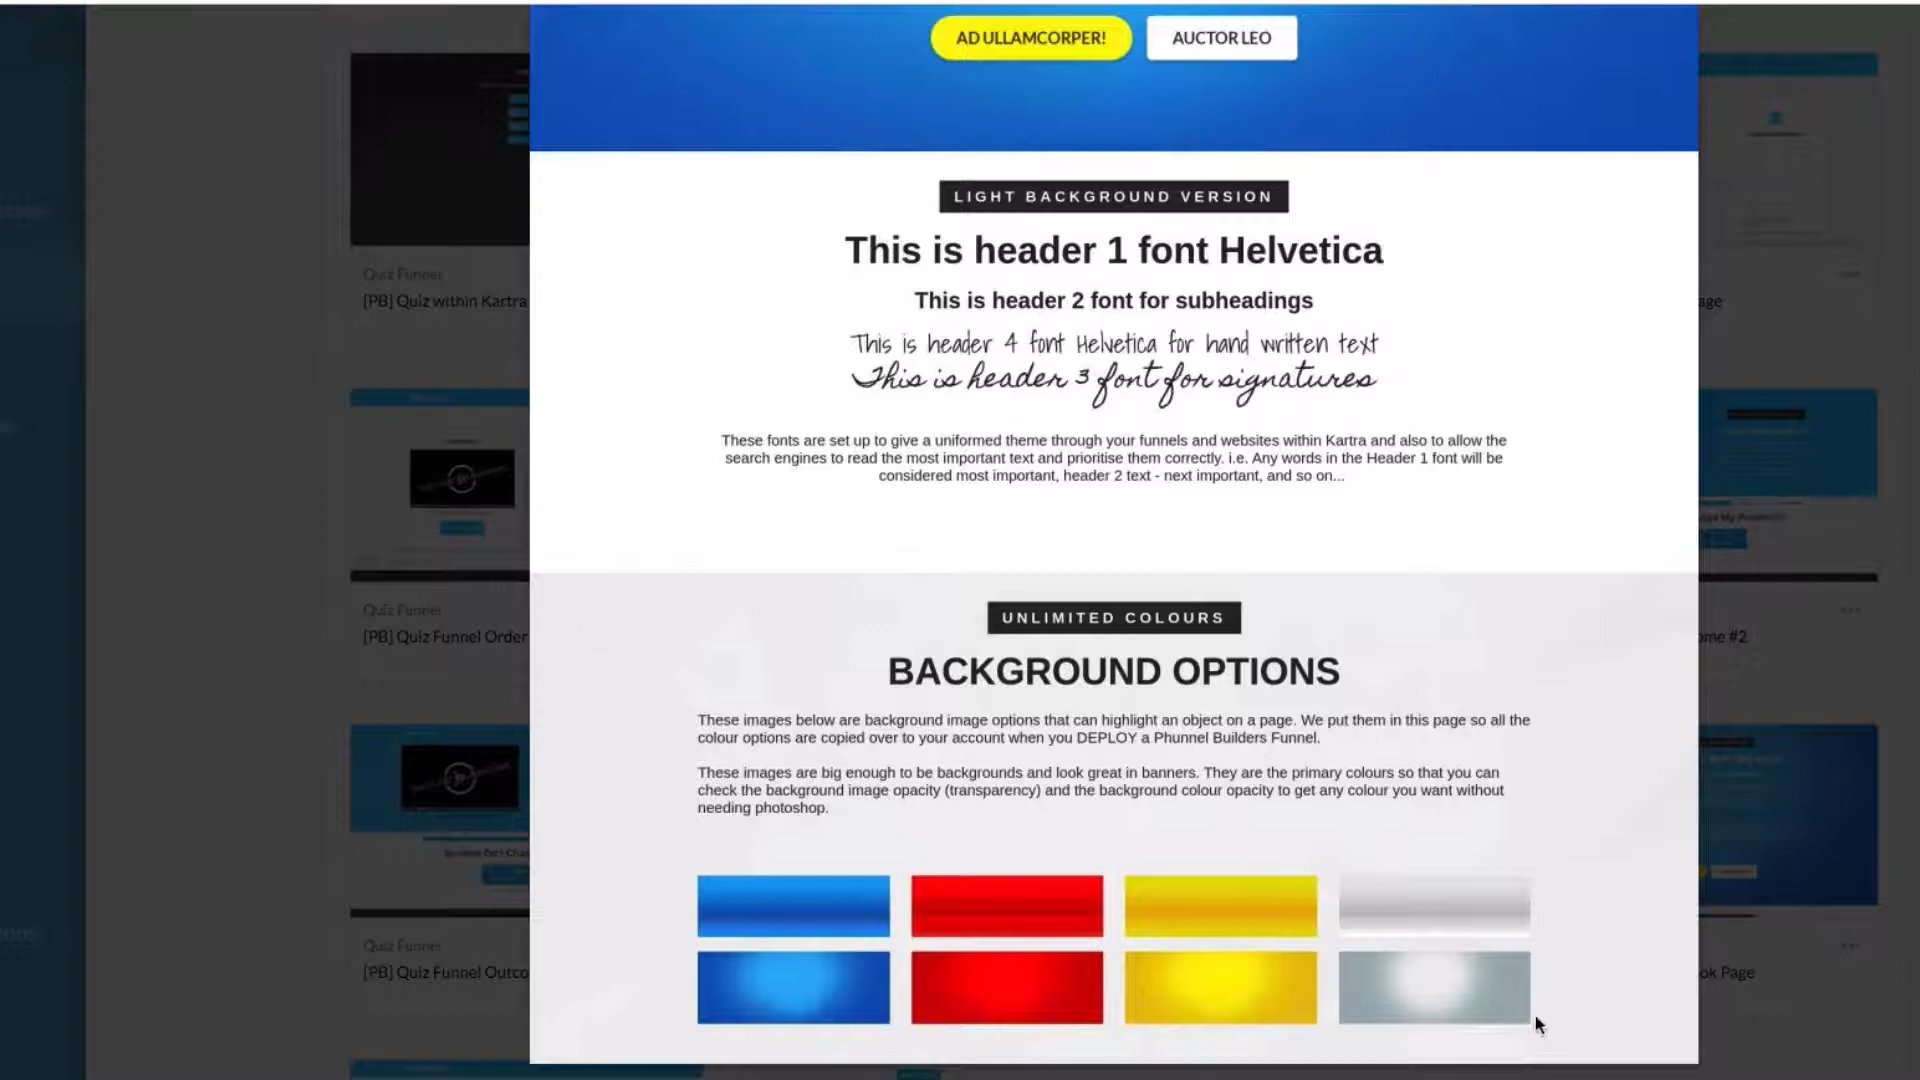 AD ULLAMCORPER!
AUCTOR LEO
LIGHT BACKGROUND VERSION
This is header 1 font Helvetica
This is header 2 font for subheadings
This is header 4 font Helvetica for hand written text
This is header 3 font for signatures
These fonts are set up to give a uniformed theme through your funnels and websites within Kartra and also to allow the
search engines to read the most important text and prioritise them correctly. i.e. Any words in the Header 1 font will be
considered most important, header 2 text - next important, and so on...
UNLIMITED COLOURS
BACKGROUND OPTIONS
These images below are background image options that can highlight an object on a page. We put them in this page so all the
colour options are copied over to your account when you DEPLOY a Phunnel Builders Funnel.
These images are big enough to be backgrounds and look great in banners. They are the primary colours so that you can
check the background image opacity (transparency) and the background colour opacity to get any colour you want without
needing photoshop.
Quiz Funnel
[PB] Quiz within Kartra
age
Quiz Funnel
[PB] Quiz Funnel Order
ome #2
Quiz Funnel
[PB] Quiz Funnel Outco
ok Page